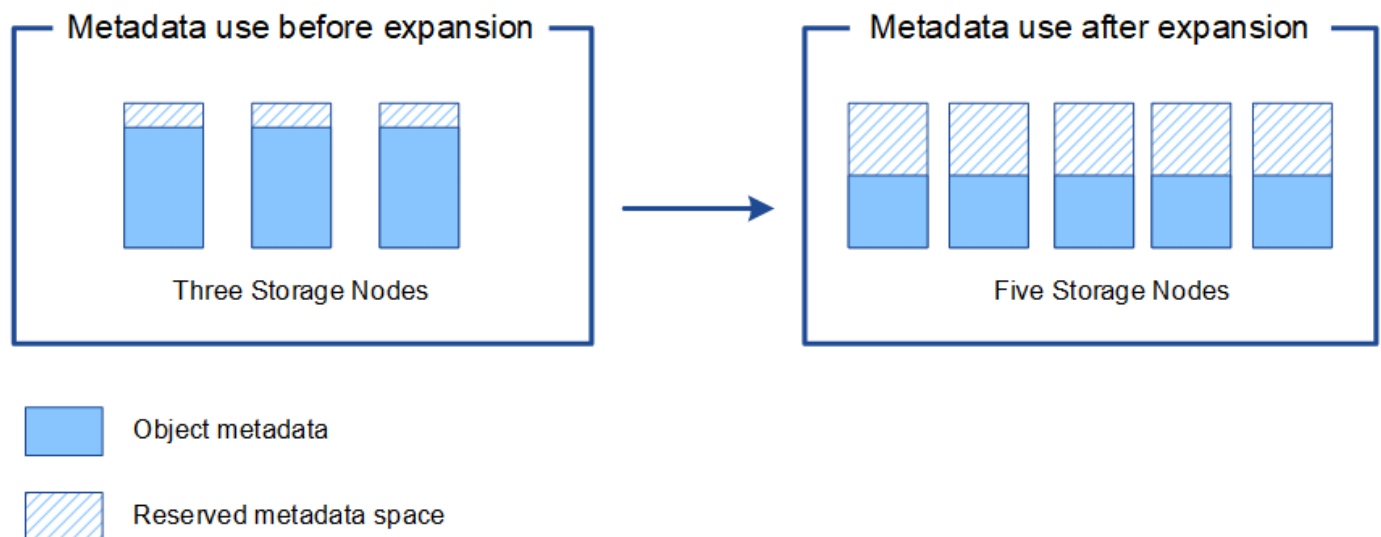 Metadata use before expansion
Metadata use after expansion
Three Storage Nodes
Five Storage Nodes
Object metadata
Reserved metadata space